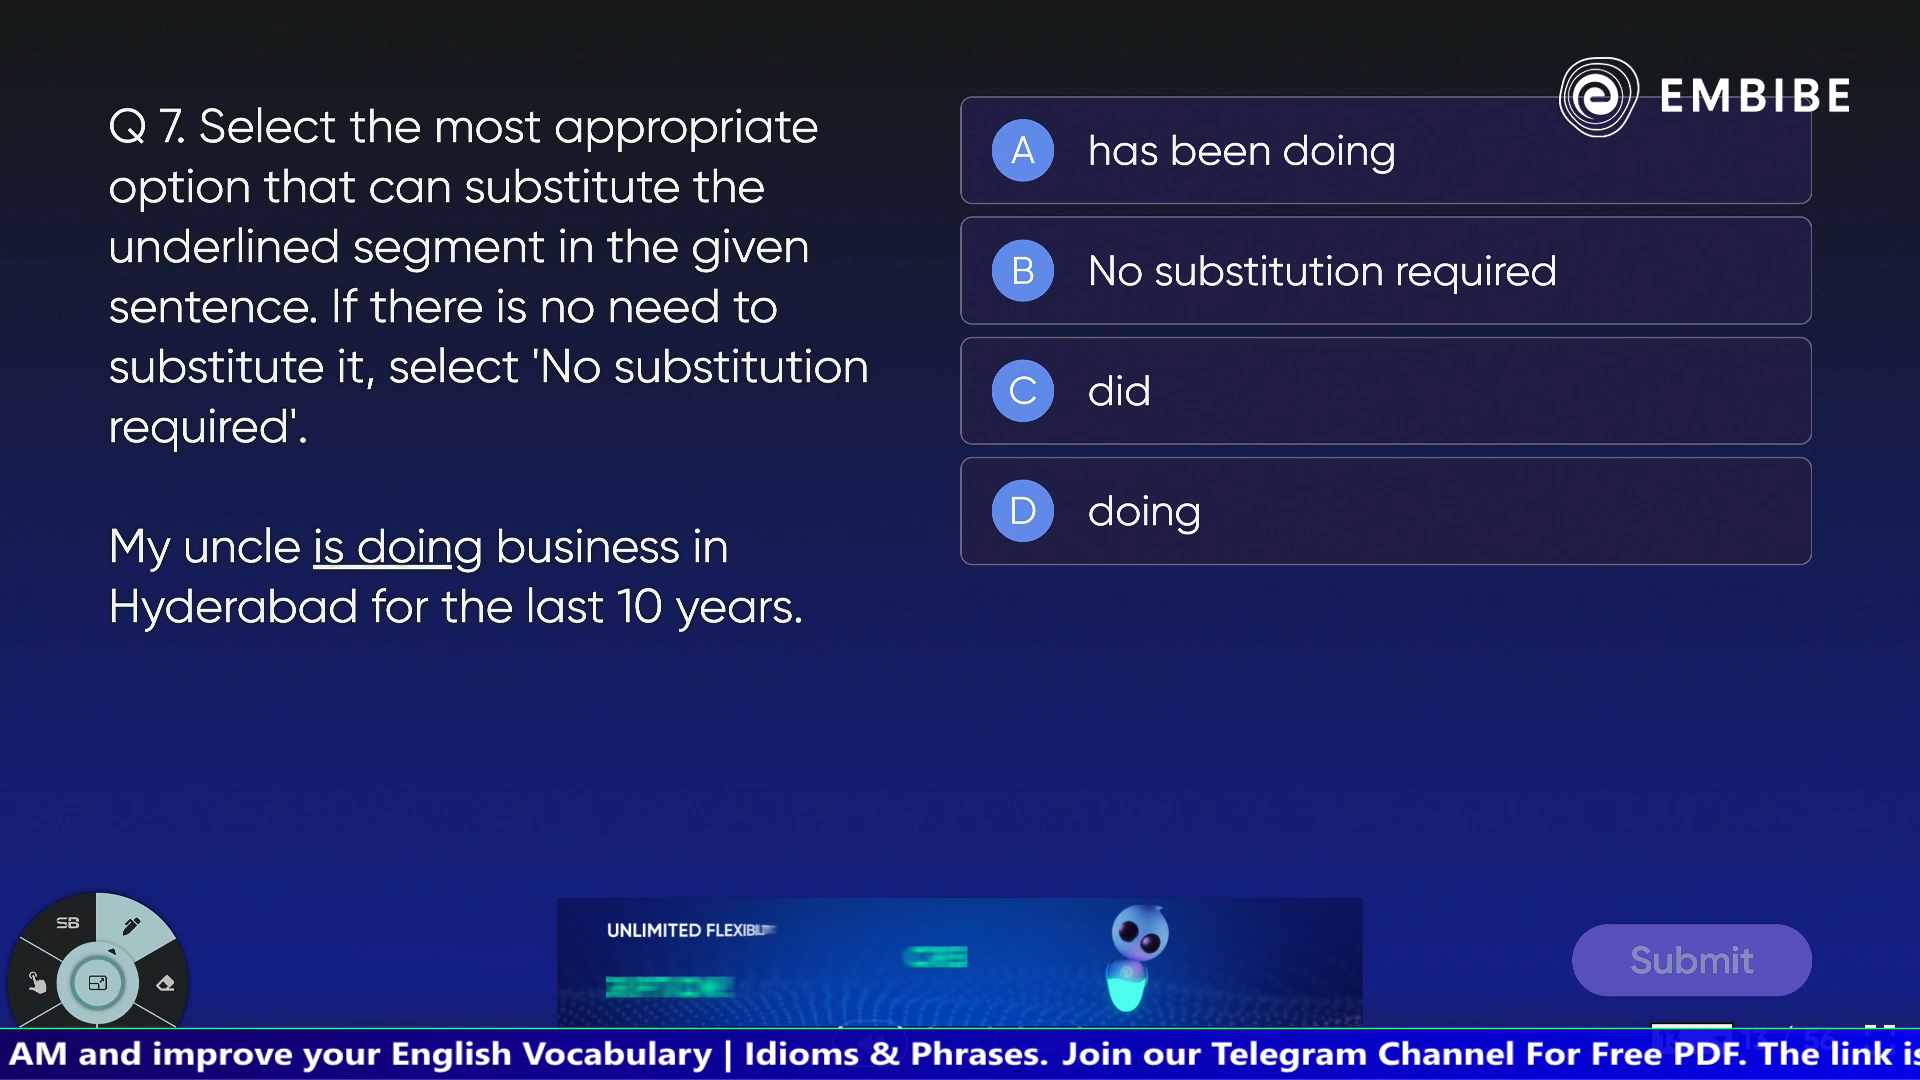 EMBIBE
Q 7. Select the most appropriate
option that can substitute the
underlined segment in the given
sentence. If there is no need to
substitute it, select 'No substitution
required'.
My uncle is doing business in
Hyderabad for the last 10 years.
A has been doing
B No substitution required
C did
D doing
SB
UNLIMITED
Submit
AM and improve your English Vocabulary | Idioms & Phrases. Join our Telegram Channel For Free PDF. The link is